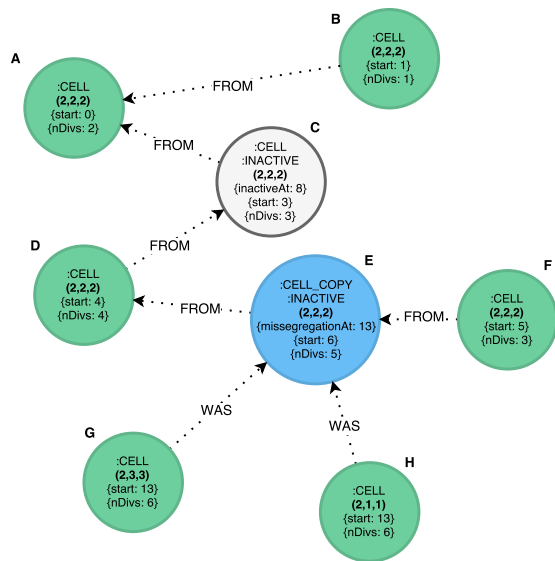 B
:CELL
(2,2,2)
{start: 1}
{nDivs: 1}
A
:CELL
(2,2,2)
{start: 0}
{nDivs: 2}
FROM
FROM
C
:CELL
:INACTIVE
(2,2,2)
{inactiveAt: 8}
{start: 3}
{nDivs: 3}
D
:CELL
(2,2,2)
{start: 4}
{nDivs: 4}
FROM
FROM
E
:CELL_COPY
:INACTIVE
(2,2,2)
{missegregationAt: 13}
{start: 6}
{nDivs: 5}
FROM
F
:CELL
(2,2,2)
{start: 5}
{nDivs: 3}
WAS
WAS
G
:CELL
(2,3,3)
{start: 13}
{nDivs: 6}
H
:CELL
(2,1,1)
{start: 13}
{nDivs: 6}